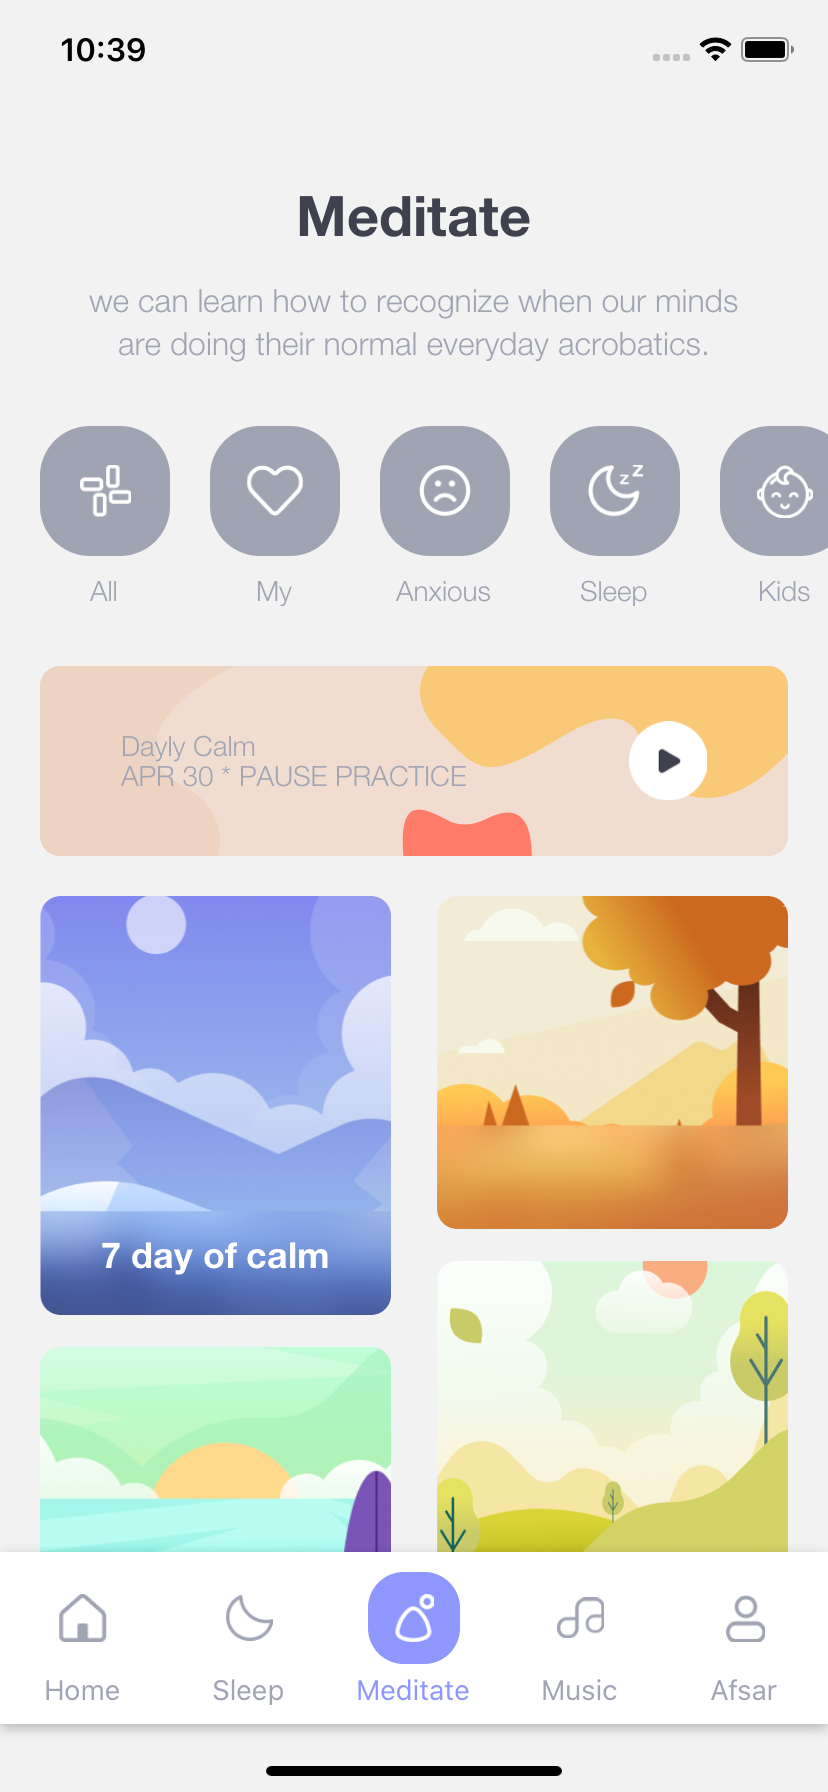 10:39
Meditate
we can learn how to recognize when our minds
are doing their normal everyday acrobatics.
All
My
Anxious
Sleep
Kids
Dayly Calm
APR 30 * PAUSE PRACTICE
7 day of calm
Home
Sleep
Meditate
Music
Afsar